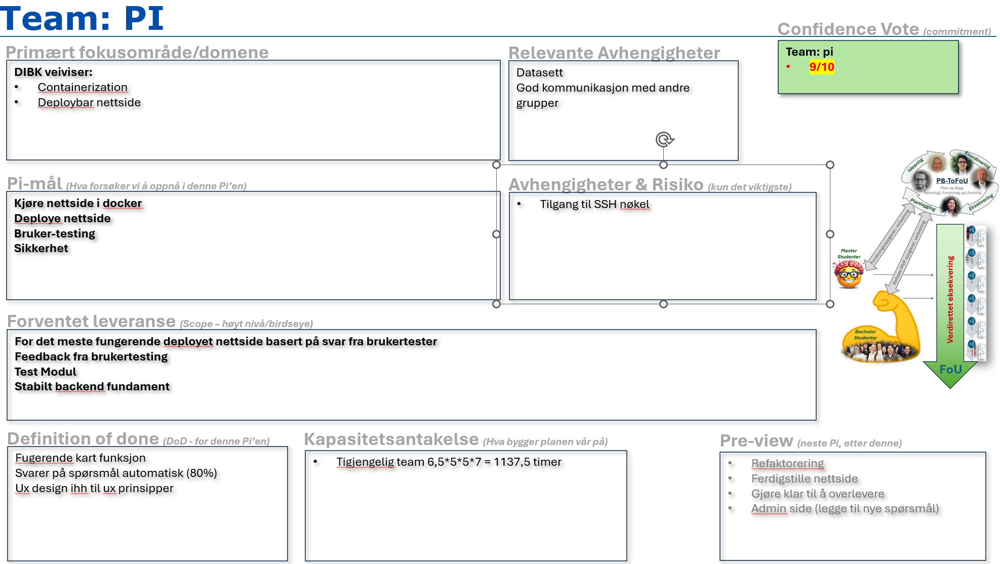 Team: PI
Confidence Vote (commitment)
Team: pi
• 9/10
Primært fokusområde/domene
DIBK veiviser:
• Containerization
• Deploybar nettside
Relevante Avhengigheter
Datasett
God kommunikasjon med andre
grupper
Pi-mål (Hva forsøker vi å oppnå i denne Pi'en)
Kjøre nettside i docker
Deploye nettside
Bruker-testing
Sikkerhet
Avhengigheter & Risiko (kun det viktigste)
• Tilgang til SSH nøkel
Ideering
Koordinering
PB-ToFoU
Plan og Bygg,
Teknologi, Forskning og Utvikling
Planlegging
Eksekvering
Forskningsoppgaver, veiledning
Rettede MVP oppgaver, veiledning
Master
Studenter
Bachelor
Studenter
Verdirettet eksekvering
FoU
Forventet leveranse (Scope – høyt nivå/birdseye)
For det meste fungerende deployet nettside basert på svar fra brukertester
Feedback fra brukertesting
Test Modul
Stabilt backend fundament
Definition of done (DoD - for denne Pi'en)
Fugerende kart funksjon
Svarer på spørsmål automatisk (80%)
Ux design ihh til ux prinsipper
Kapasitetsantakelse (Hva bygger planen vår på)
• Tigjengelig team 6,5*5*5*7 = 1137,5 timer
Pre-view (neste Pi, etter denne)
• Refaktorering
• Ferdigstille nettside
• Gjøre klar til å overlevere
• Admin side (legge til nye spørsmål)